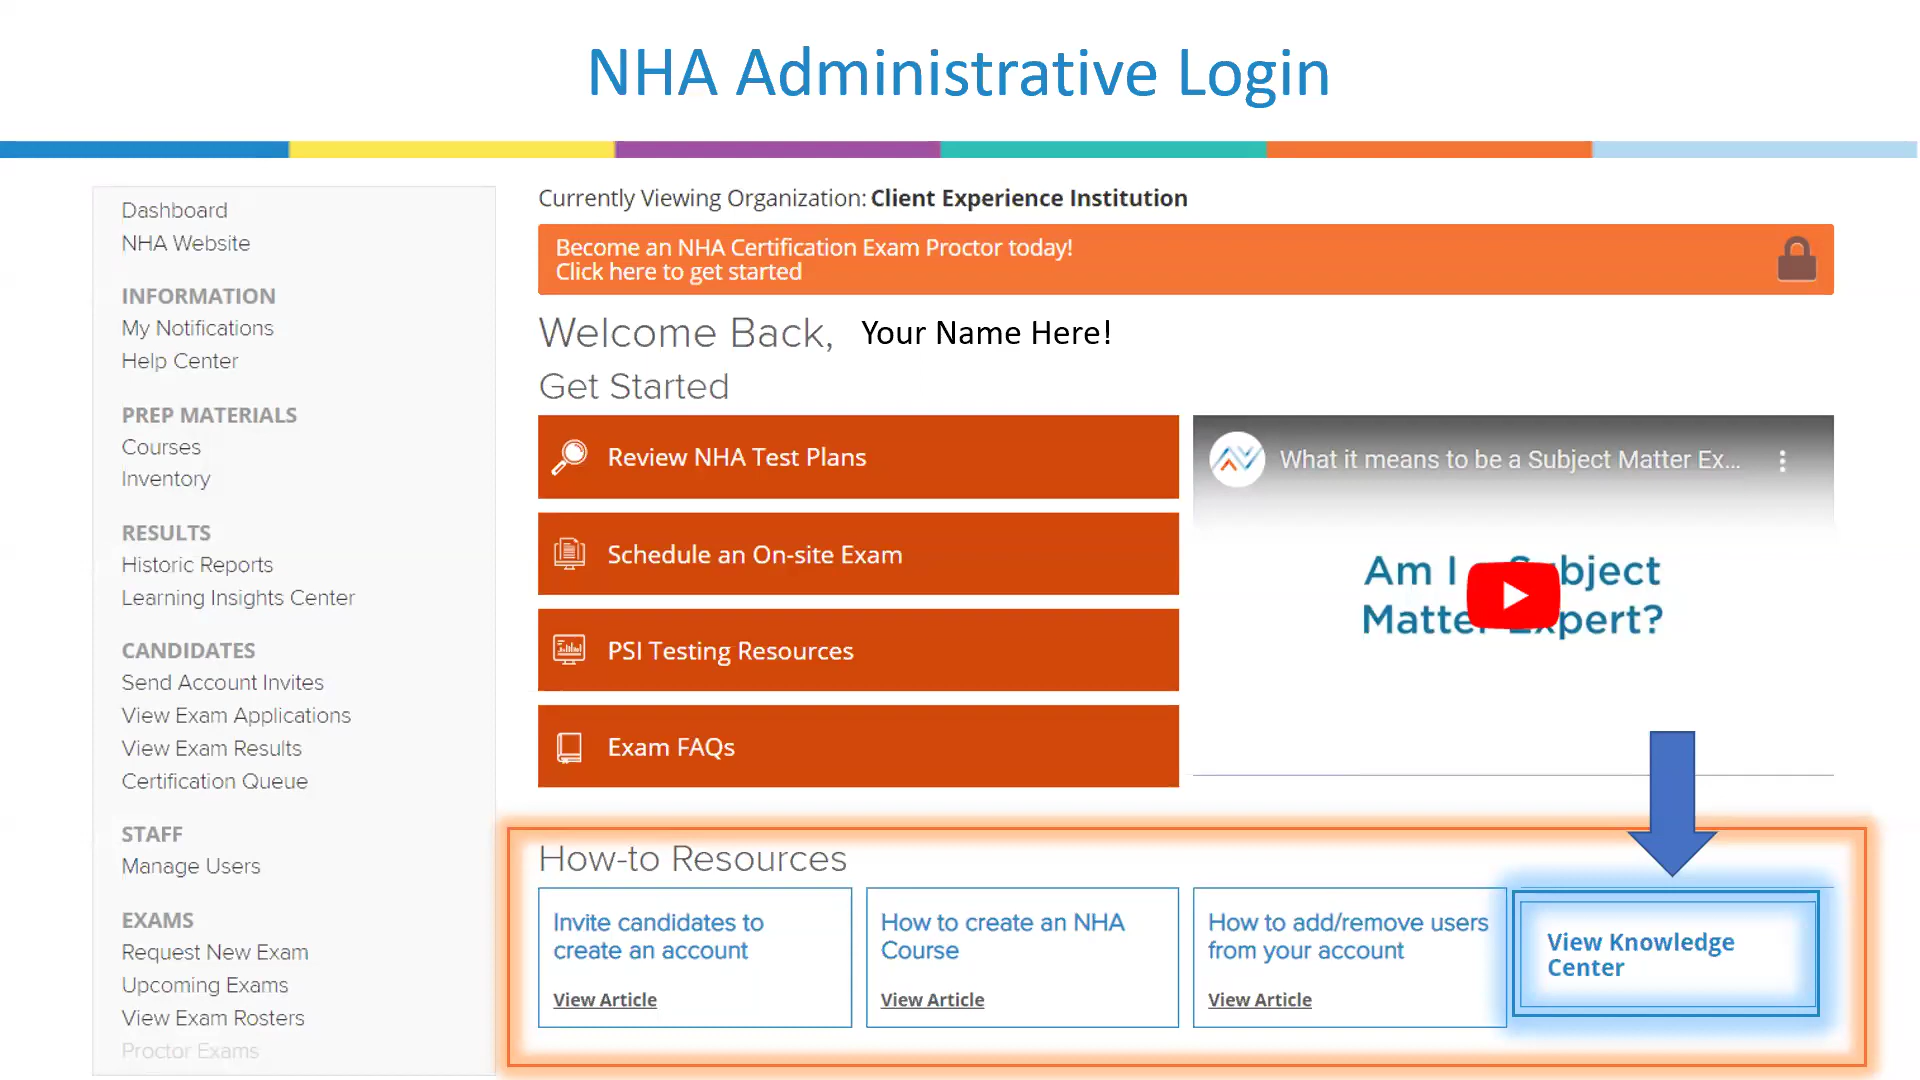 NHA Administrative Login
Dashboard
NHA Website
INFORMATION
My Notifications
Help Center
PREP MATERIALS
Courses
Inventory
RESULTS
Historic Reports
Learning Insights Center
CANDIDATES
Send Account Invites
View Exam Applications
View Exam Results
Certification Queue
STAFF
Manage Users
EXAMS
Request New Exam
Upcoming Exams
View Exam Rosters
Proctor Exams
Currently Viewing Organization: Client Experience Institution
Become an NHA Certification Exam Proctor today!
Click here to get started
Welcome Back, Your Name Here!
Get Started
Review NHA Test Plans
Schedule an On-site Exam
PSI Testing Resources
Exam FAQs
What it means to be a Subject Matter Ex...
Am I a Subject
Matter Expert?
How-to Resources
Invite candidates to
create an account
View Article
How to create an NHA
Course
View Article
How to add/remove users
from your account
View Article
View Knowledge
Center